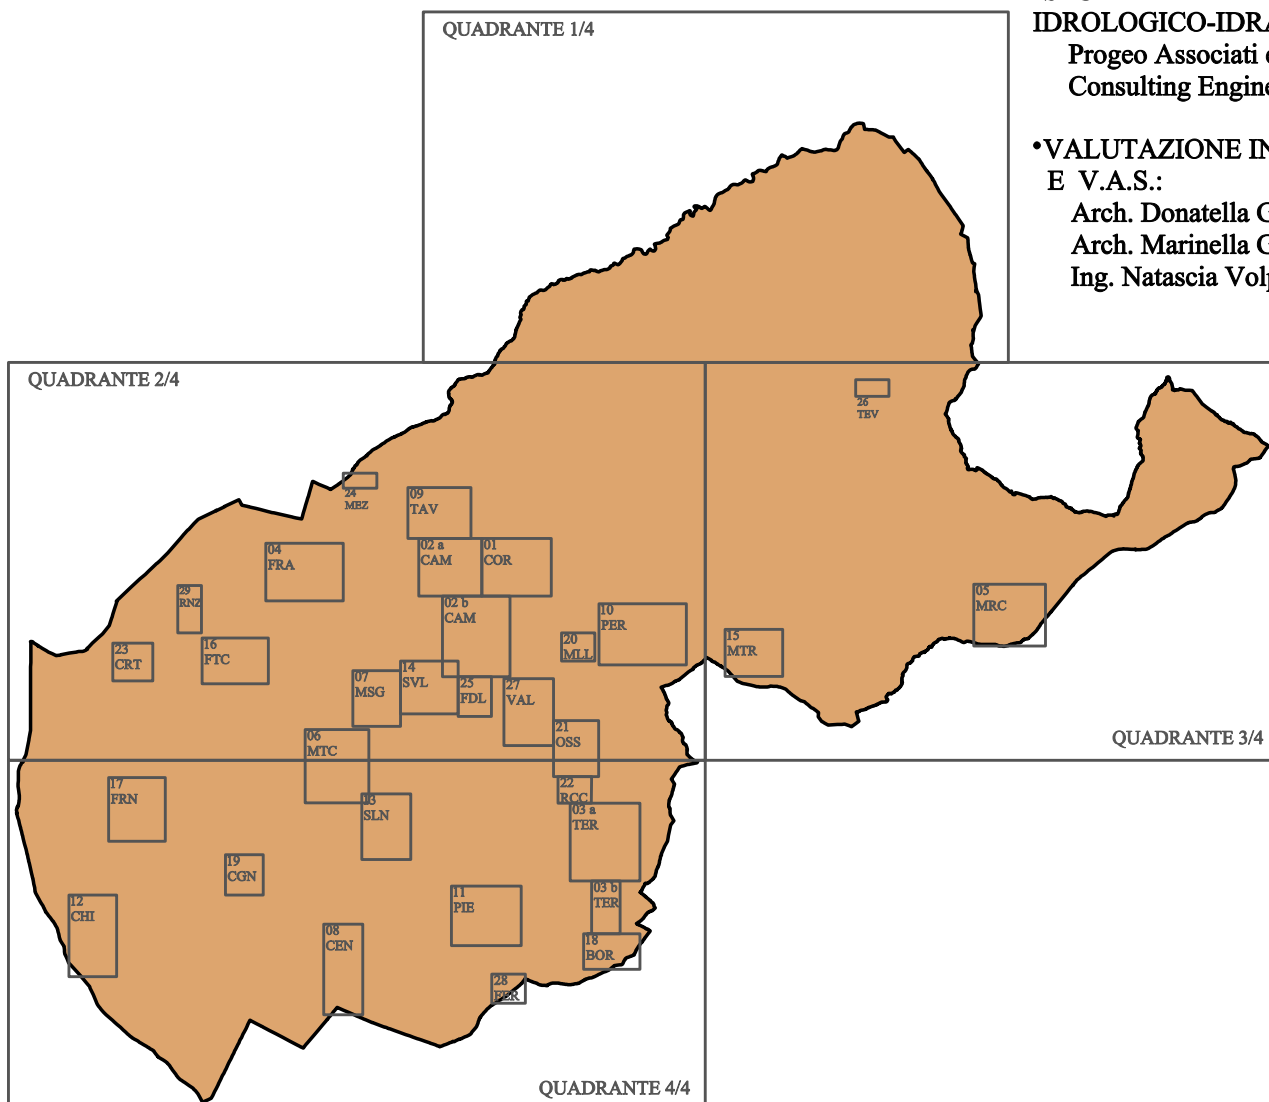 IDROLOGICO-IDRA
Progeo Associati
Consulting Engine
•VALUTAZIONE IN
E V.A.S.:
Arch. Donatella G
Arch. Marinella G
Ing. Natascia Volp
QUADRANTE 1/4
QUADRANTE 2/4
26
TEV
24
MEZ
09
TAV
02 a
CAM
01
COR
04
FRA
29
RNZ
02 b
CAM
10
PER
05
MRC
23
CRT
16
FTC
20
MLL
15
MTR
07
MSG
14
SVL
25
FDL
27
VAL
21
OSS
06
MTC
QUADRANTE 3/4
17
FRN
22
RCC
13
SLN
03 a
TER
19
CGN
12
CHI
11
PIE
03 b
TER
08
CEN
18
BOR
28
FER
QUADRANTE 4/4